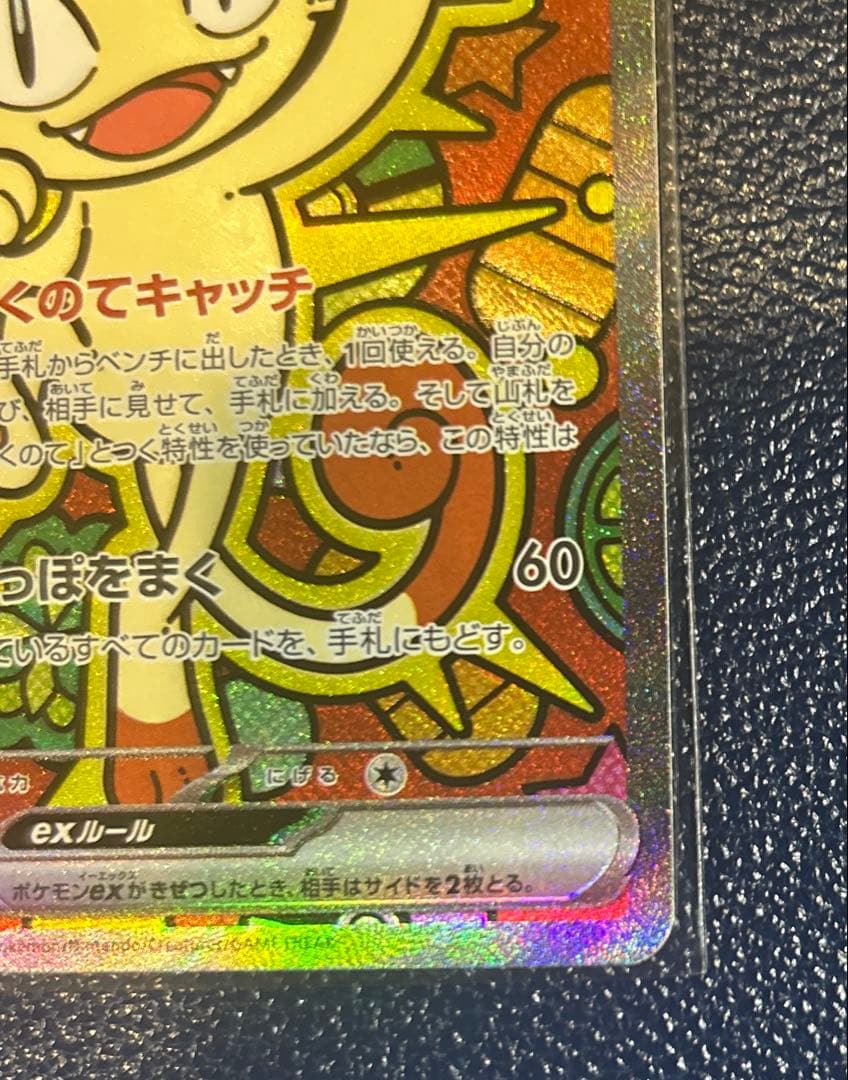 くのてキャッチ
手札からベンチに出したとき、1回使える。自分の
び、相手に見せて、手札に加える。そして山札を
くのて」とつく特性を使っていたなら、この特性は
っぽをまく 60
ているすべてのカードを、手札にもどす。
力 にげる
exルール
ポケモンexがきぜつしたとき、相手はサイドを2枚とる。